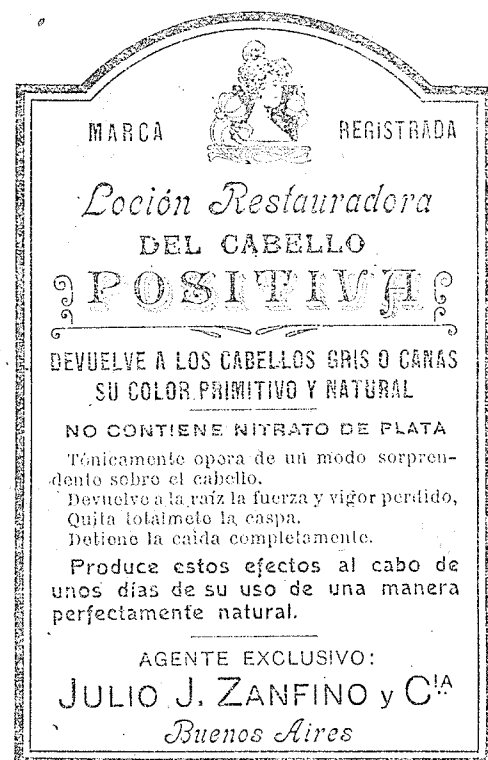 MARCA REGISTRADA
Loción Restauradora
DEL CABELLO
POSITIVA
DEVUELVE A LOS CABELLOS GRIS O CANAS
SU COLOR PRIMITIVO Y NATURAL
NO CONTIENE NITRATO DE PLATA
Tónicamente opera de un modo sorpren-
dente sobre el cabello.
Devuelve a la raíz la fuerza y vigor perdido,
Quita totalmete la caspa.
Detiene la caida completamente.
Produce estos efectos al cabo de
unos días de su uso de una manera
perfectamente natural.
AGENTE EXCLUSIVO:
JULIO J. ZANFINO y CIA
Buenos Aires